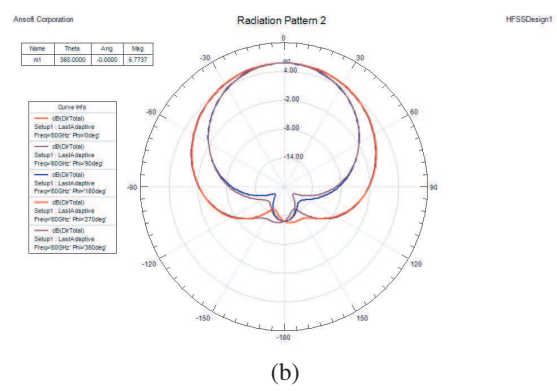 Ansoft Corporation
Radiation Pattern 2
HFSSDesign1
Name Theta Ang Mag
m1 360.0000 -0.0000 5.7737
Curve Info
dB(DirTotal)
Setup1 : LastAdaptive
Freq='60GHz' Phi='0deg'
dB(DirTotal)
Setup1 : LastAdaptive
Freq='60GHz' Phi='90deg'
dB(DirTotal)
Setup1 : LastAdaptive
Freq='60GHz' Phi='180deg'
dB(DirTotal)
Setup1 : LastAdaptive
Freq='60GHz' Phi='270deg'
dB(DirTotal)
Setup1 : LastAdaptive
Freq='60GHz' Phi='360deg'
0
-30
30
m1
4.00
-60
60
-2.00
-8.00
-14.00
-90
90
-120
120
-150
150
-180
(b)